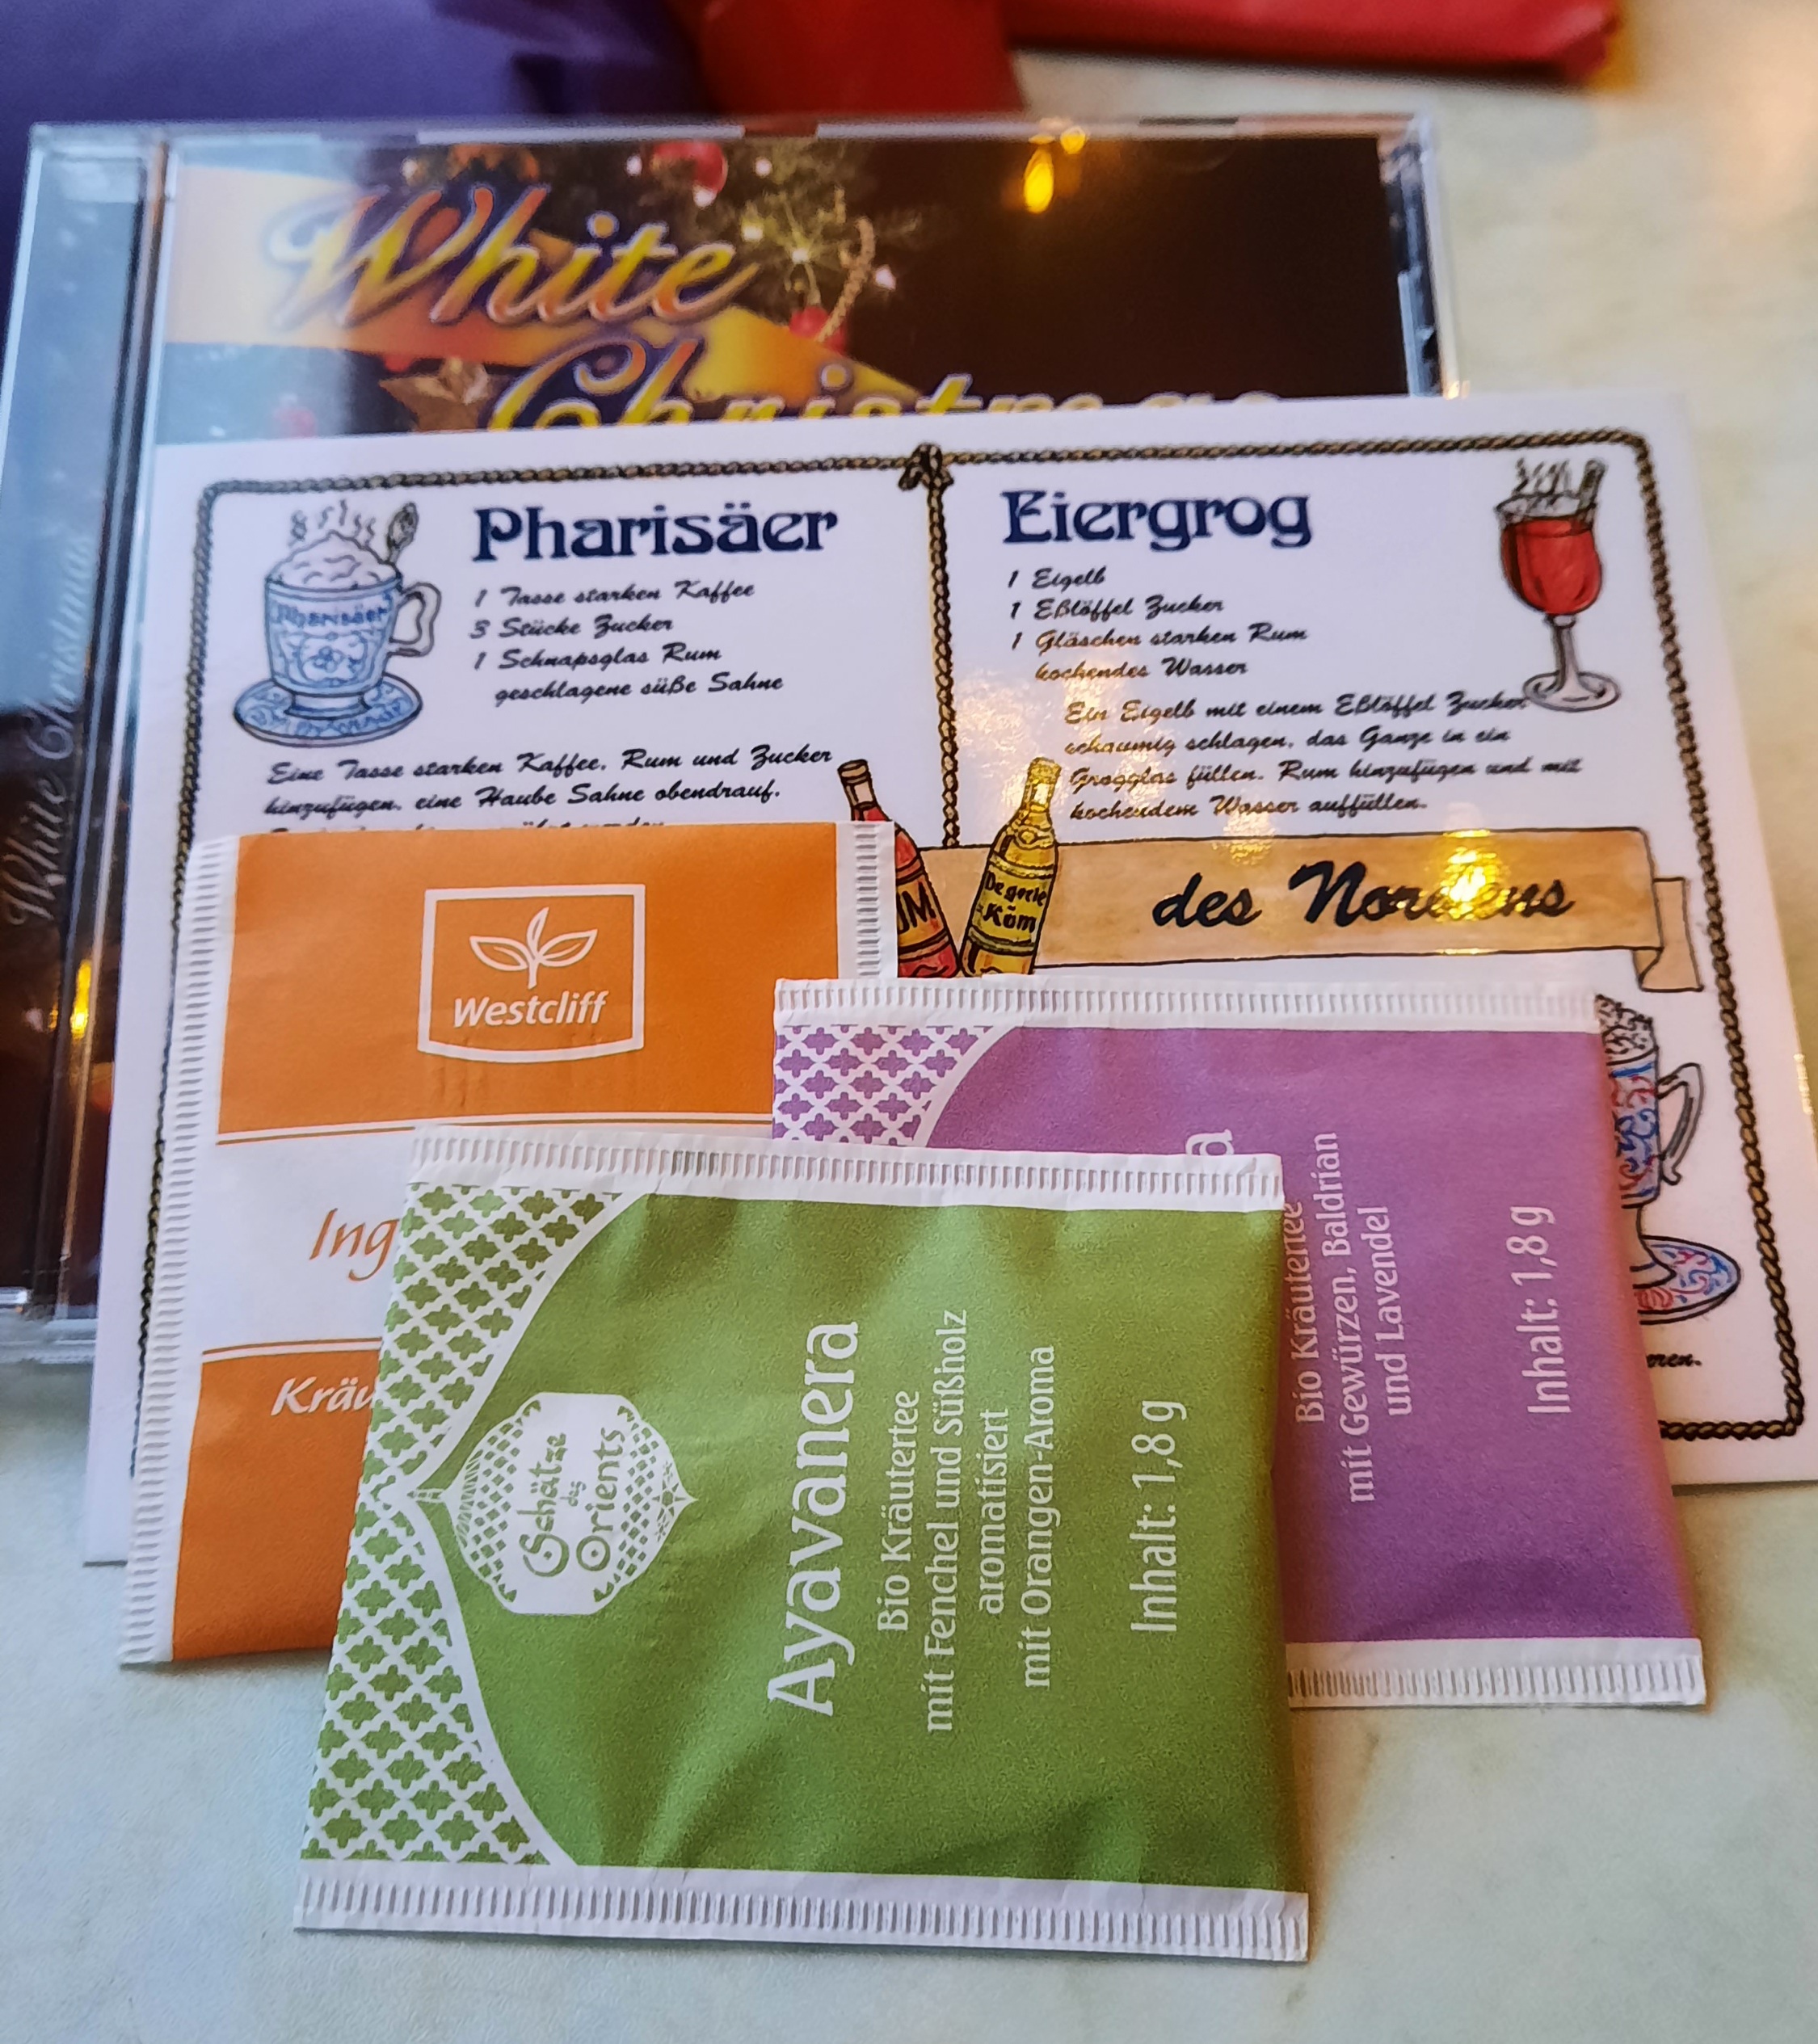 White
White Christmas
Pharisäer
Pharisäer
1 Tasse starken Kaffee
3 Stücke Zucker
1 Schnapsglas Rum
geschlagene süße Sahne
Eine Tasse starken Kaffee, Rum und Zucker
hinzufügen, eine Haube Sahne obendrauf.
Eiergrog
1 Eigelb
1 Eßlöffel Zucker
1 Gläschen starken Rum
kochendes Wasser
Ein Eigelb mit einem Eßlöffel Zucker
schaumig schlagen, das Ganze in ein
Grogglas füllen. Rum hinzufügen und mit
kochendem Wasser auffüllen.
UM
De geele
Köm
des Nordens
Westcliff
Ing
Kräu
a
Bio Kräutertee
mit Gewürzen, Baldrian
und Lavendel
Inhalt: 1,8 g
Schätze
des
Orients
Ayavanera
Bio Kräutertee
mit Fenchel und Süßholz
aromatisiert
mit Orangen-Aroma
Inhalt: 1,8 g